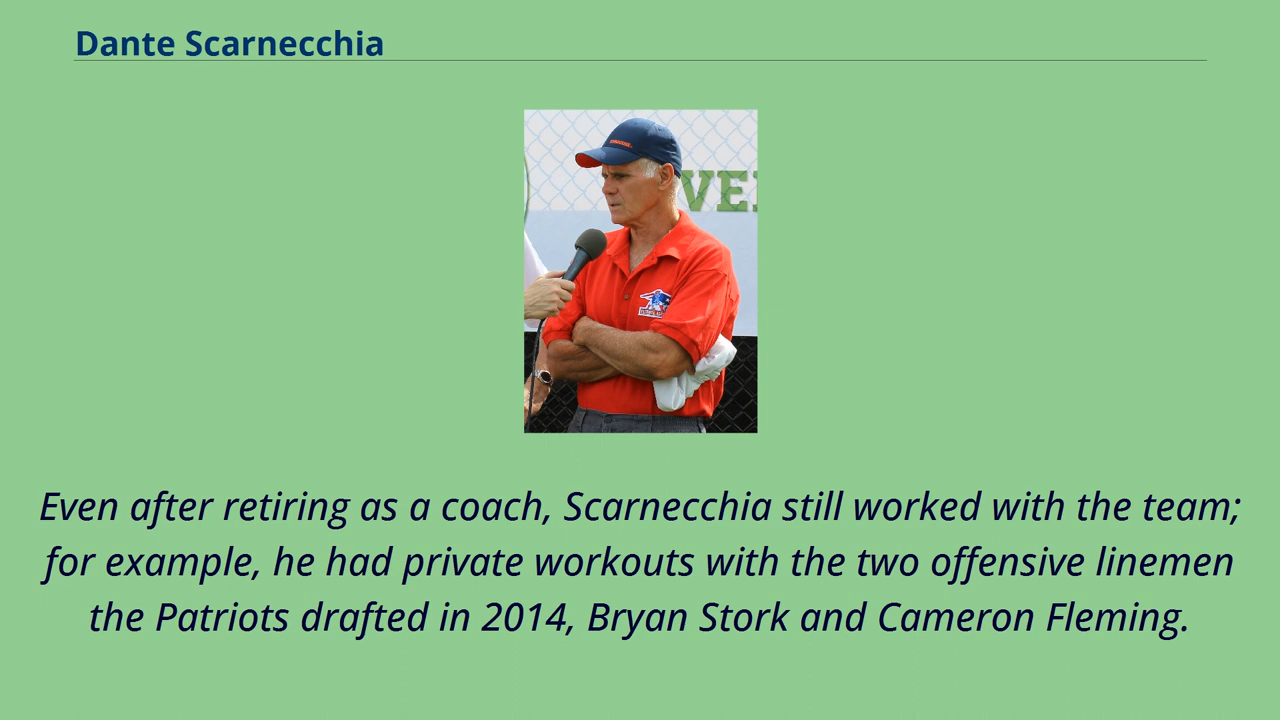 Dante Scarnecchia
VE
Even after retiring as a coach, Scarnecchia still worked with the team;
for example, he had private workouts with the two offensive linemen
the Patriots drafted in 2014, Bryan Stork and Cameron Fleming.